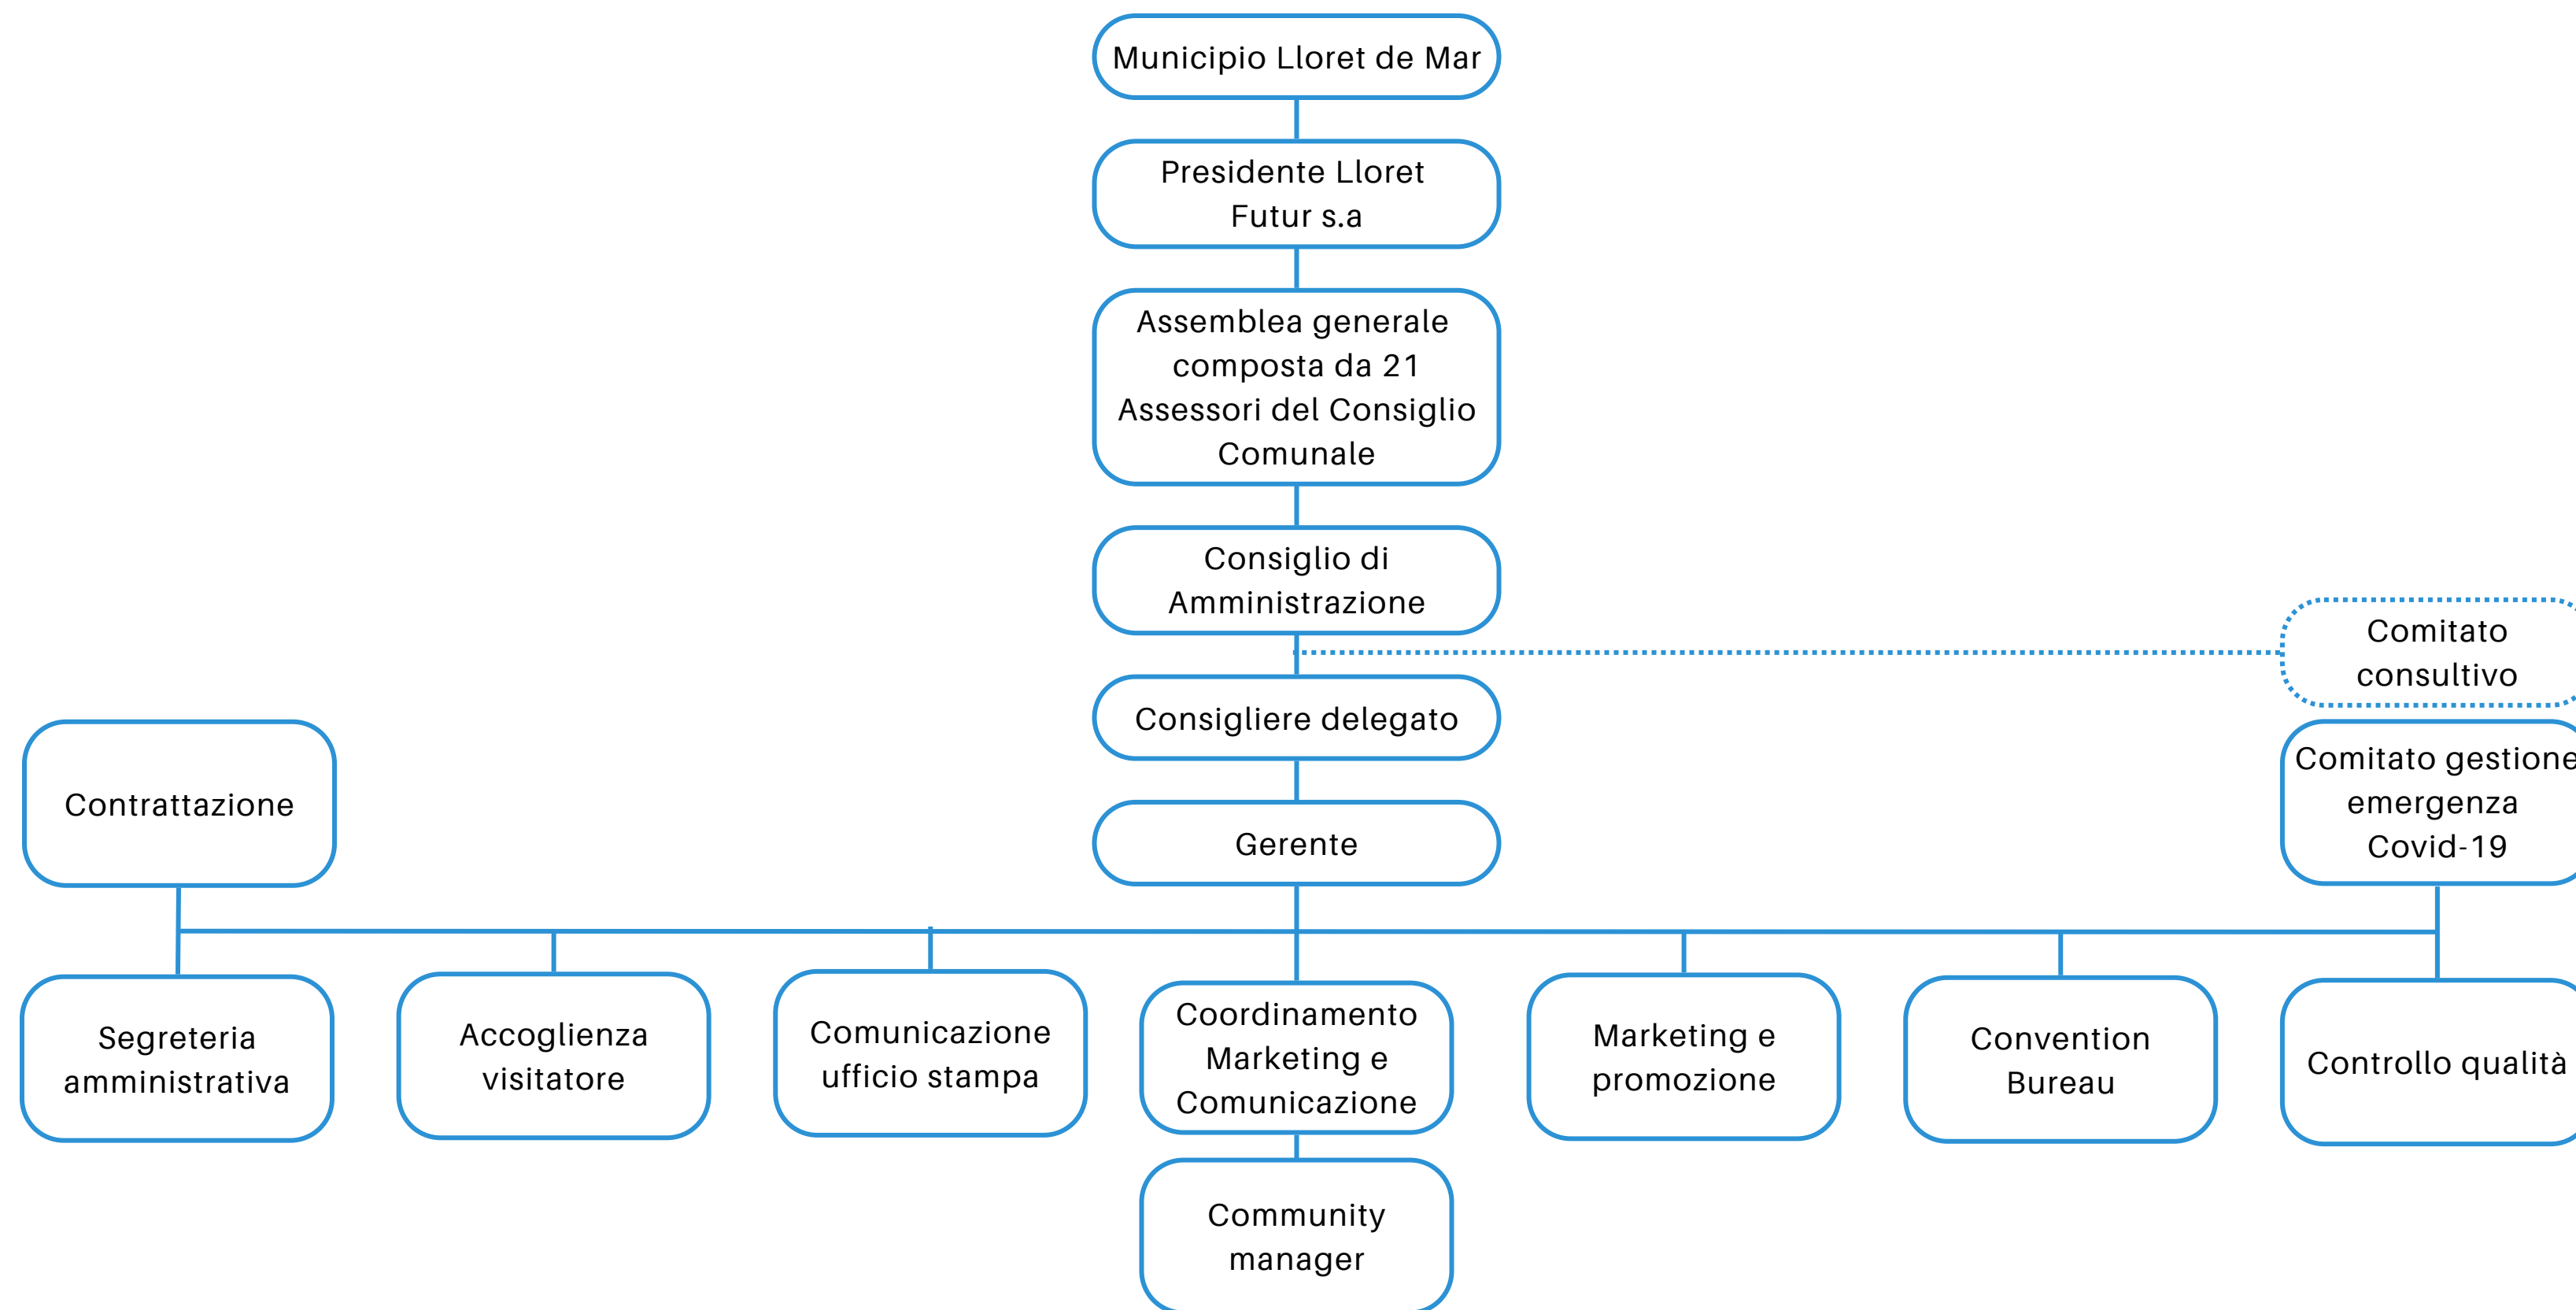 Municipio Lloret de Mar
Presidente Lloret
Futur s.a
Assemblea generale
composta da 21
Assessori del Consiglio
Comunale
Consiglio di
Amministrazione
Comitato
consultivo
Consigliere delegato
Contrattazione
Gerente
Comitato gestione
emergenza
Covid-19
Segreteria
amministrativa
Accoglienza
visitatore
Comunicazione
ufficio stampa
Coordinamento
Marketing e
Comunicazione
Marketing e
promozione
Convention
Bureau
Controllo qualità
Community
manager